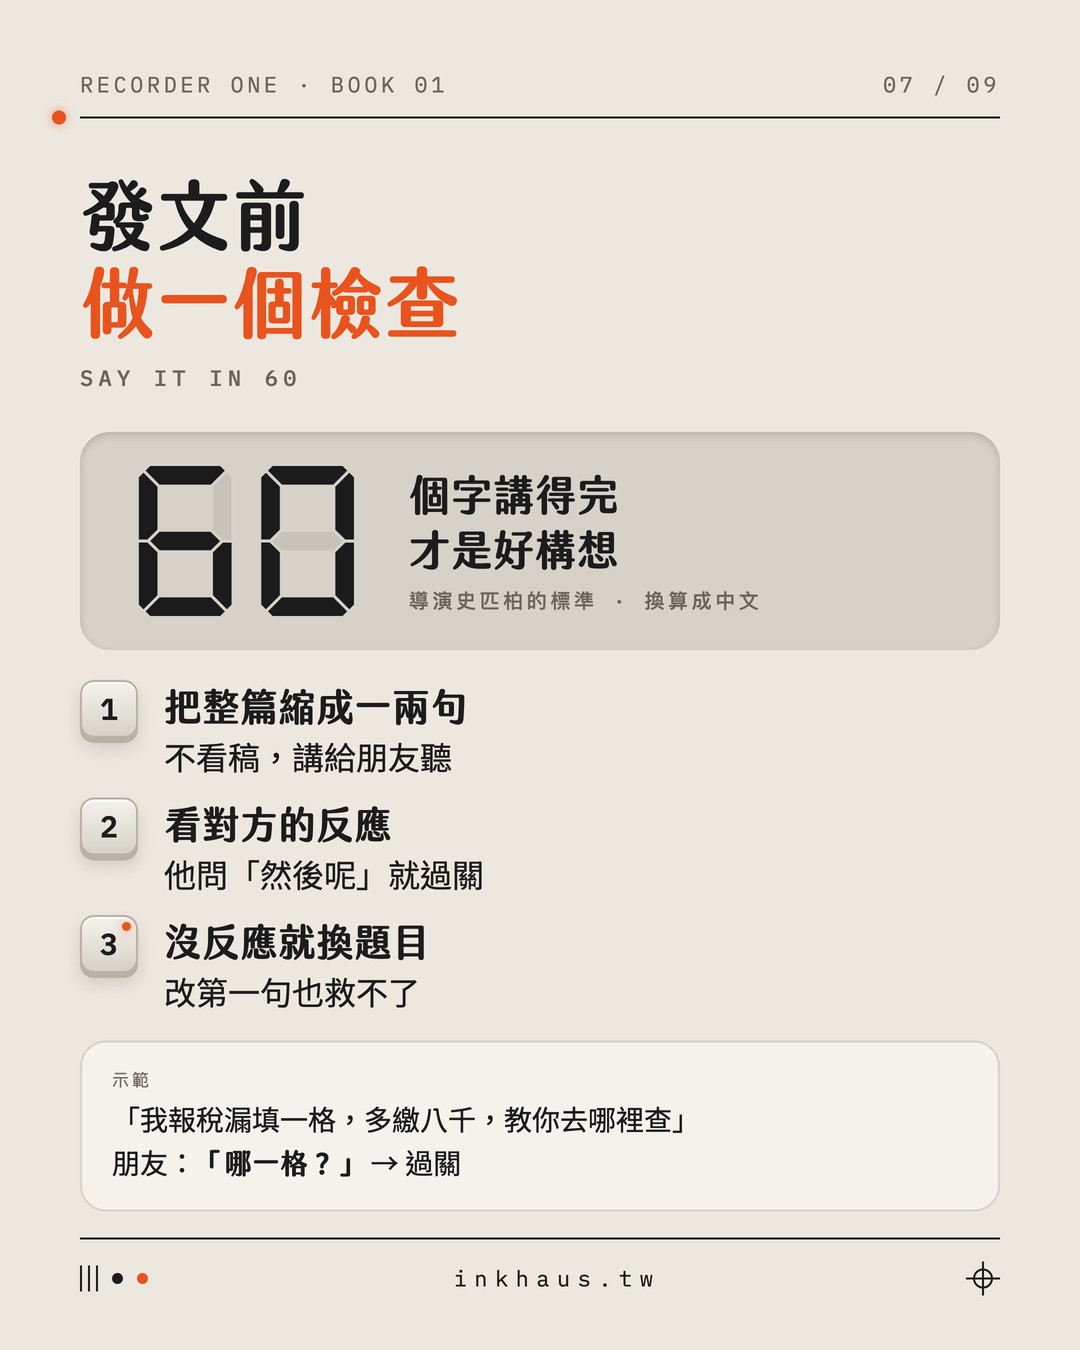 RECORDER ONE · BOOK 01
07 / 09
發文前
做一個檢查
SAY IT IN 60
60
個字講得完
才是好構想
導演史匹柏的標準 · 換算成中文
1
把整篇縮成一兩句
不看稿，講給朋友聽
2
看對方的反應
他問「然後呢」就過關
3
沒反應就換題目
改第一句也救不了
示範
「我報稅漏填一格，多繳八千，教你去哪裡查」
朋友：「哪一格？」→ 過關
inkhaus.tw